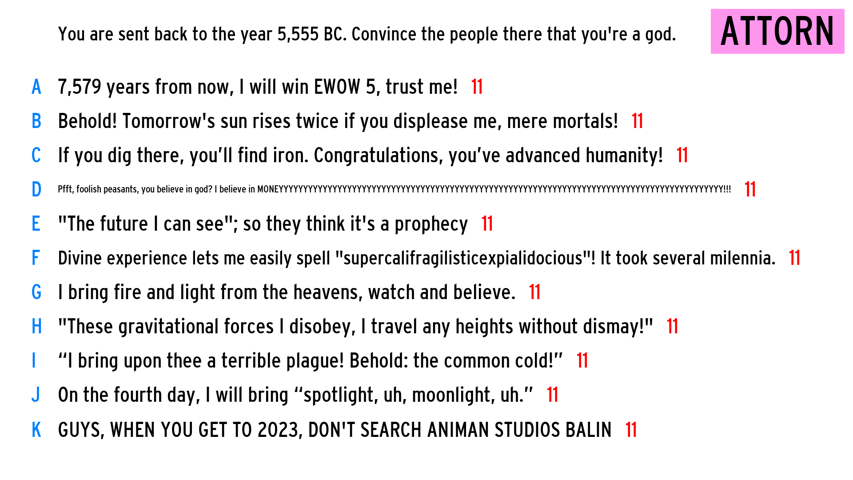 You are sent back to the year 5,555 BC. Convince the people there that you're a god.
ATTORN
A 7,579 years from now, I will win EWOW 5, trust me! 11
B Behold! Tomorrow's sun rises twice if you displease me, mere mortals! 11
C If you dig there, you’ll find iron. Congratulations, you’ve advanced humanity! 11
D Pfft, foolish peasants, you believe in god? I believe in MONEYYYYYYYYYYYYYYYYYYYYYYYYYYYYYYYYYYYYYYYYYYYYYYYYYYYYYYYYYYYYYYYYYYYYYYYYYYYYYYYYYYYYYYYYYYY!!! 11
E "The future I can see"; so they think it's a prophecy 11
F Divine experience lets me easily spell "supercalifragilisticexpialidocious"! It took several milennia. 11
G I bring fire and light from the heavens, watch and believe. 11
H "These gravitational forces I disobey, I travel any heights without dismay!" 11
I “I bring upon thee a terrible plague! Behold: the common cold!” 11
J On the fourth day, I will bring “spotlight, uh, moonlight, uh.” 11
K GUYS, WHEN YOU GET TO 2023, DON'T SEARCH ANIMAN STUDIOS BALIN 11